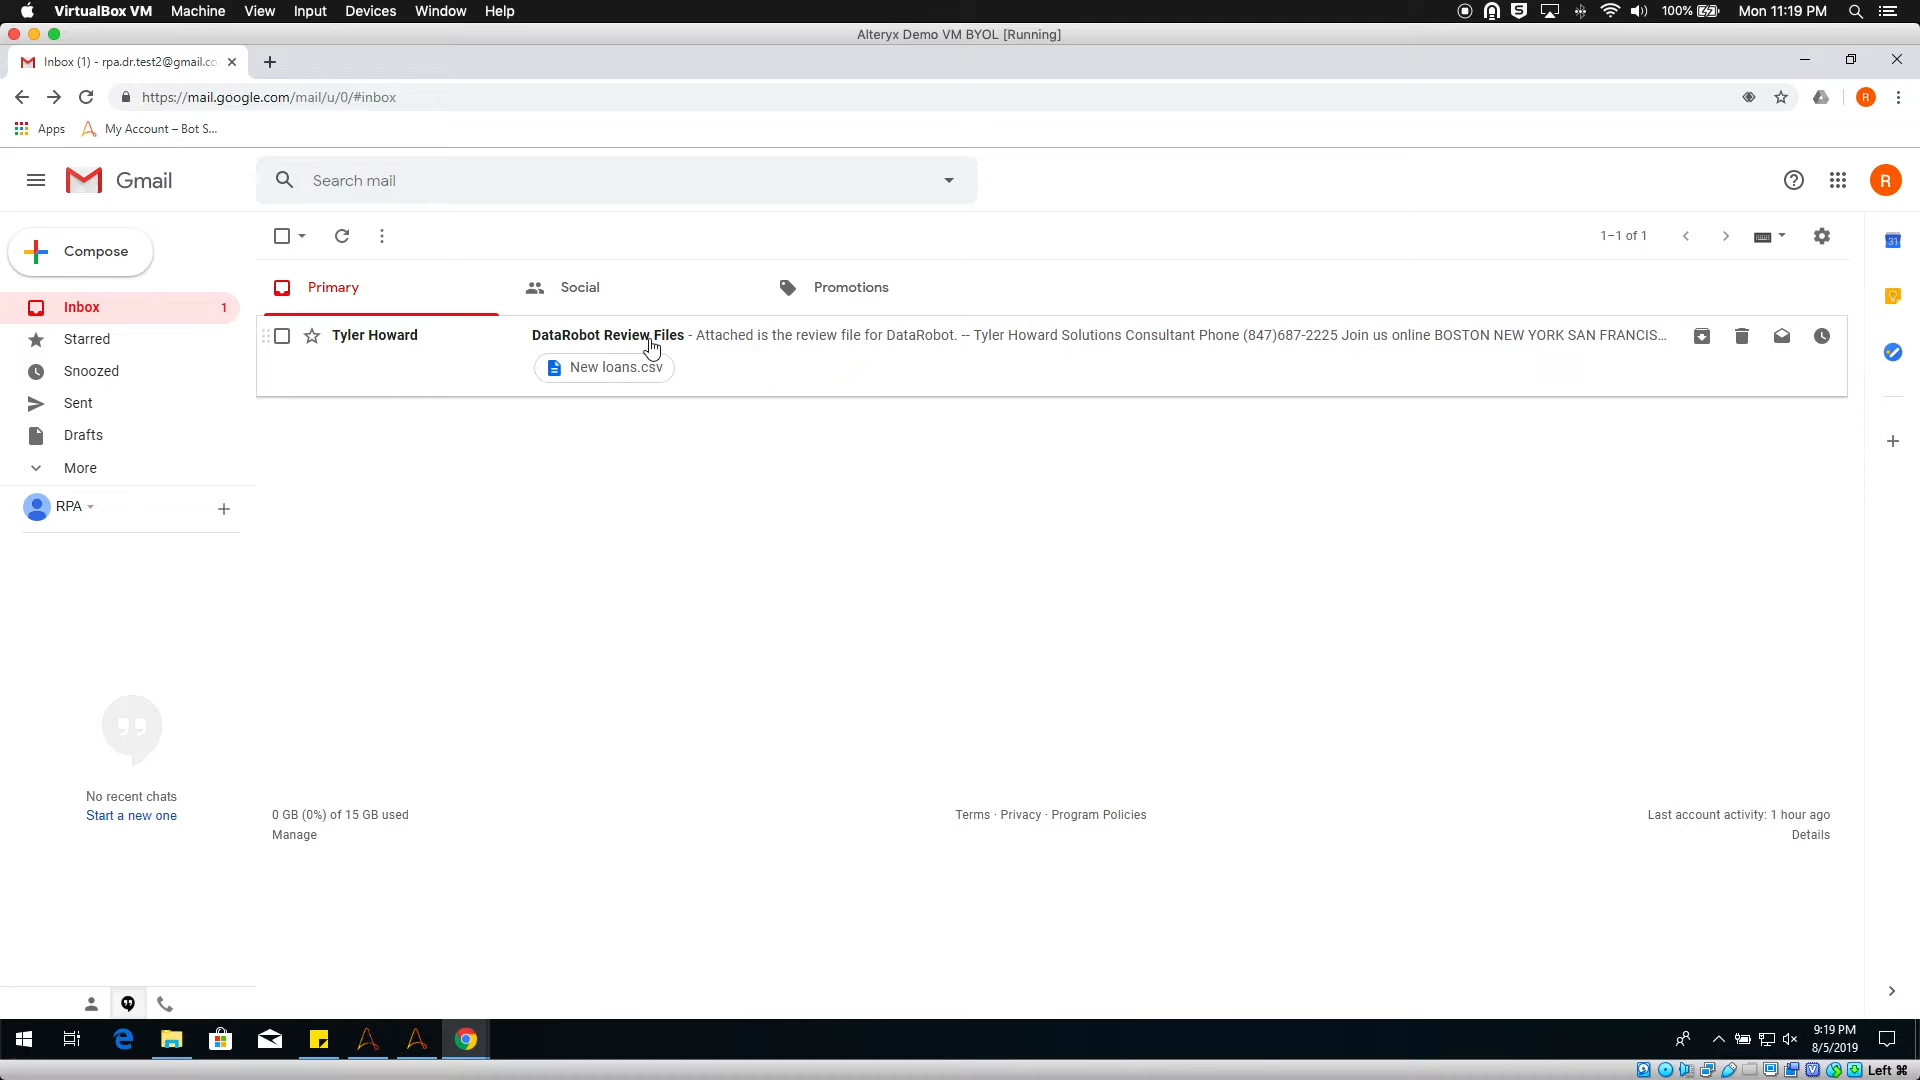 VirtualBox VM Machine View Input Devices Window Help 100% Mon 11:19 PM
Alteryx Demo VM BYOL [Running]
Inbox (1) - rpa.dr.test2@gmail.co
https://mail.google.com/mail/u/0/#inbox R
Apps My Account – Bot S...
Gmail Search mail R
Compose 1–1 of 1
31
Primary Social Promotions
Inbox 1
Tyler Howard DataRobot Review Files - Attached is the review file for DataRobot. -- Tyler Howard Solutions Consultant Phone (847)687-2225 Join us online BOSTON NEW YORK SAN FRANCIS...
Starred
New loans.csv
Snoozed
Sent
Drafts
More
RPA
No recent chats
Start a new one
0 GB (0%) of 15 GB used Terms · Privacy · Program Policies Last account activity: 1 hour ago
Manage Details
9:19 PM
8/5/2019
Left ⌘